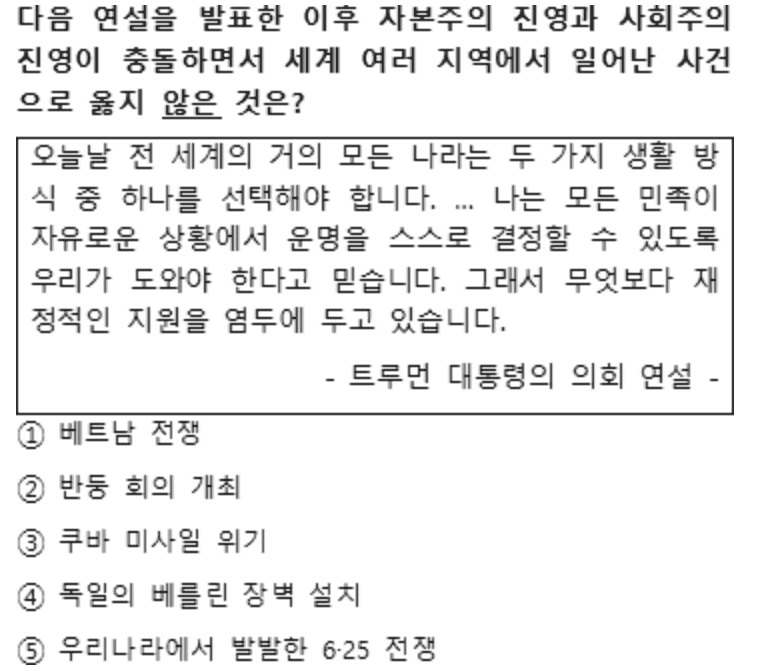 다음 연설을 발표한 이후 자본주의 진영과 사회주의
진영이 충돌하면서 세계 여러 지역에서 일어난 사건
으로 옳지 않은 것은?
오늘날 전 세계의 거의 모든 나라는 두 가지 생활 방
식 중 하나를 선택해야 합니다. ... 나는 모든 민족이
자유로운 상황에서 운명을 스스로 결정할 수 있도록
우리가 도와야 한다고 믿습니다. 그래서 무엇보다 재
정적인 지원을 염두에 두고 있습니다.
- 트루먼 대통령의 의회 연설 -
① 베트남 전쟁
② 반둥 회의 개최
③ 쿠바 미사일 위기
④ 독일의 베를린 장벽 설치
⑤ 우리나라에서 발발한 6·25 전쟁